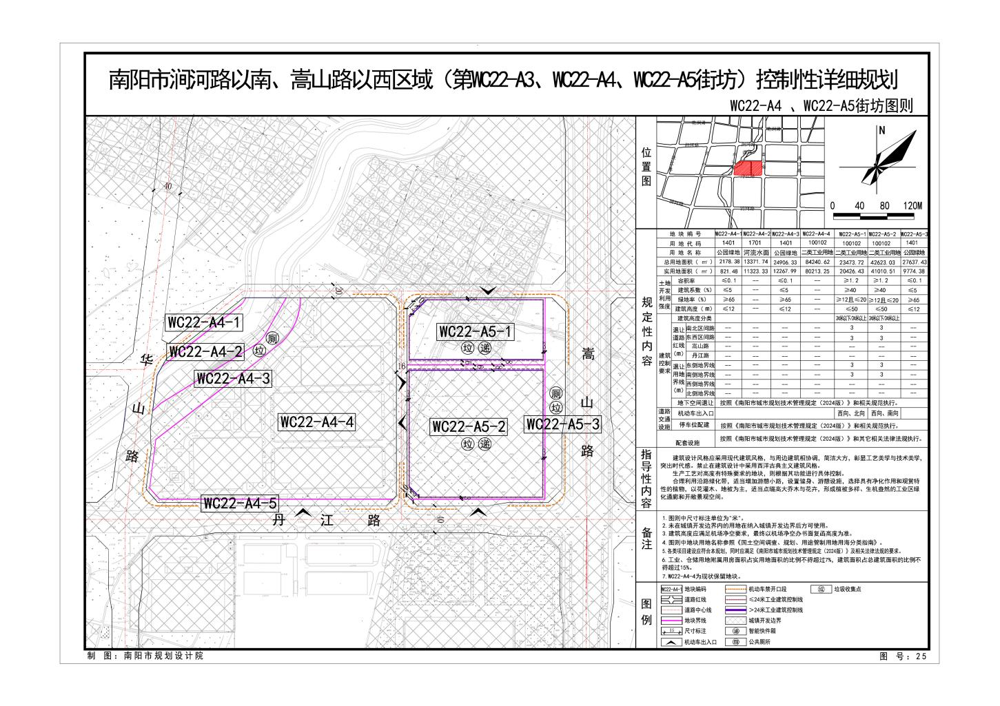 南阳市涧河路以南、嵩山路以西区域（第WC22-A3、WC22-A4、WC22-A5街坊）控制性详细规划
WC22-A4 、WC22-A5街坊图则
40
20
WC22-A4-1
WC22-A4-2
厕
垃
WC22-A4-3
WC22-A4-4
WC22-A4-5
WC22-A5-1
垃 递
16
3
WC22-A5-2
垃 递
3
厕
垃
WC22-A5-3
华
山
路
嵩
山
路
丹 江 路
40
位置图
N
0 40 80 120M
规定性内容
地 块 编 号 WC22-A4-1 WC22-A4-2 WC22-A4-3 WC22-A4-4 WC22-A5-1 WC22-A5-2 WC22-A5-3
用 地 代 码 1401 1701 1401 100102 100102 100102 1401
用 地 名 称 公园绿地 河流水面 公园绿地 二类工业用地 二类工业用地 二类工业用地 公园绿地
总用地面积（ ㎡ ） 2178.38 13371.74 24906.33 84240.62 23473.72 42623.03 27637.43
实用地面积（ ㎡ ） 821.48 11323.33 12267.99 80213.25 20426.43 41010.51 9774.38
土地开发利用强度
容积率 ≤0.1 -- ≤0.1 -- ≥1.2 ≥1.2 ≤0.1
建筑系数（%） ≤5 -- ≤5 -- ≥40 ≥40 ≤5
绿地率（%） ≥65 -- ≥65 -- ≥12且≤20 ≥12且≤20 ≥65
建筑高度（ m） ≤12 -- ≤12 -- ≤50 ≤50 ≤12
建筑控制要求
建筑高度分类 24米以下/24米以上 24米以下/24米以上
退让道路红线（m）
南北区间路 -- -- -- -- 3 3 --
东西区间路 -- -- -- -- 3 3 --
嵩山路 -- -- -- -- -- -- --
丹江路 -- -- -- -- -- -- --
退让用地界线（m）
东侧地界线 -- -- -- -- 3 3 --
南侧地界线 -- -- -- -- 3 3 --
西侧地界线 -- -- -- -- -- -- --
北侧地界线 -- -- -- -- -- -- --
地下空间退让 按照《南阳市城市规划技术管理规定（2024版）》和相关规范执行。
道路交通设施
机动车出入口 西向、北向 西向、南向
停车位配建 按照《南阳市城市规划技术管理规定（2024版）》和相关规范执行。
配套设施 按照《南阳市城市规划技术管理规定（2024版）》和其它相关法律法规执行。
指导性内容
建筑设计风格应采用现代建筑风格，与周边建筑相协调，简洁大方，彰显工艺美学与技术美学，
突出时代感。禁止在建筑设计中采用西洋古典主义建筑风格。
生产工艺对高度有特殊要求的地块，则根据其功能进行具体控制。
合理利用沿路绿化带，适当增加游憩小路，设置健身、游憩设施，选择具有净化作用和观赏特
性的植物，以花灌木、地被为主，适当点缀高大乔木与花卉，形成植被多样、生机盎然的工业区绿
化通廊和开敞景观空间。
备注
1. 图则中尺寸标注单位为"米"。
2. 未在城镇开发边界内的用地在纳入城镇开发边界后方可使用。
3. 建筑高度应满足机场净空要求，最终以机场净空办书面复函高度为准。
4. 图则中地块用地名称参照《国土空间调查、规划、用途管制用地用海分类指南》。
5. 各类项目建设应符合本规划，同时应满足《南阳市城市规划技术管理规定（2024版）》及相关法律法规的要求。
6. 工业、仓储用地附属用房面积占实用地面积的比例不得超过7%，建筑面积占总建筑面积的比例不
得超过15%。
7. WC22-A4-4为现状保留地块。
图例
WC22-A4-1 地块编码
道路红线
道路中心线
地块界线
15 尺寸标注
机动车出入口
机动车禁开口段
≤24米工业建筑控制线
>24米工业建筑控制线
城镇开发边界
递 智能快件箱
厕 公共厕所
垃 垃圾收集点
制 图：南阳市规划设计院
图 号：25